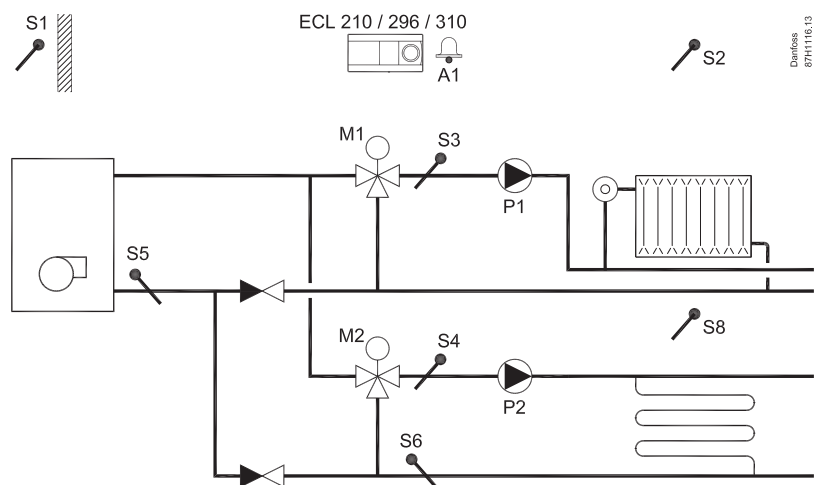 S1
ECL 210 / 296 / 310
A1
S2
Danfoss
87H1116.13
M1
S3
P1
S5
S8
M2
S4
P2
S6